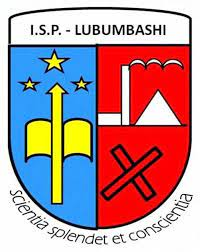 I.S.P. - LUBUMBASHI
Scientia splendet et conscientia